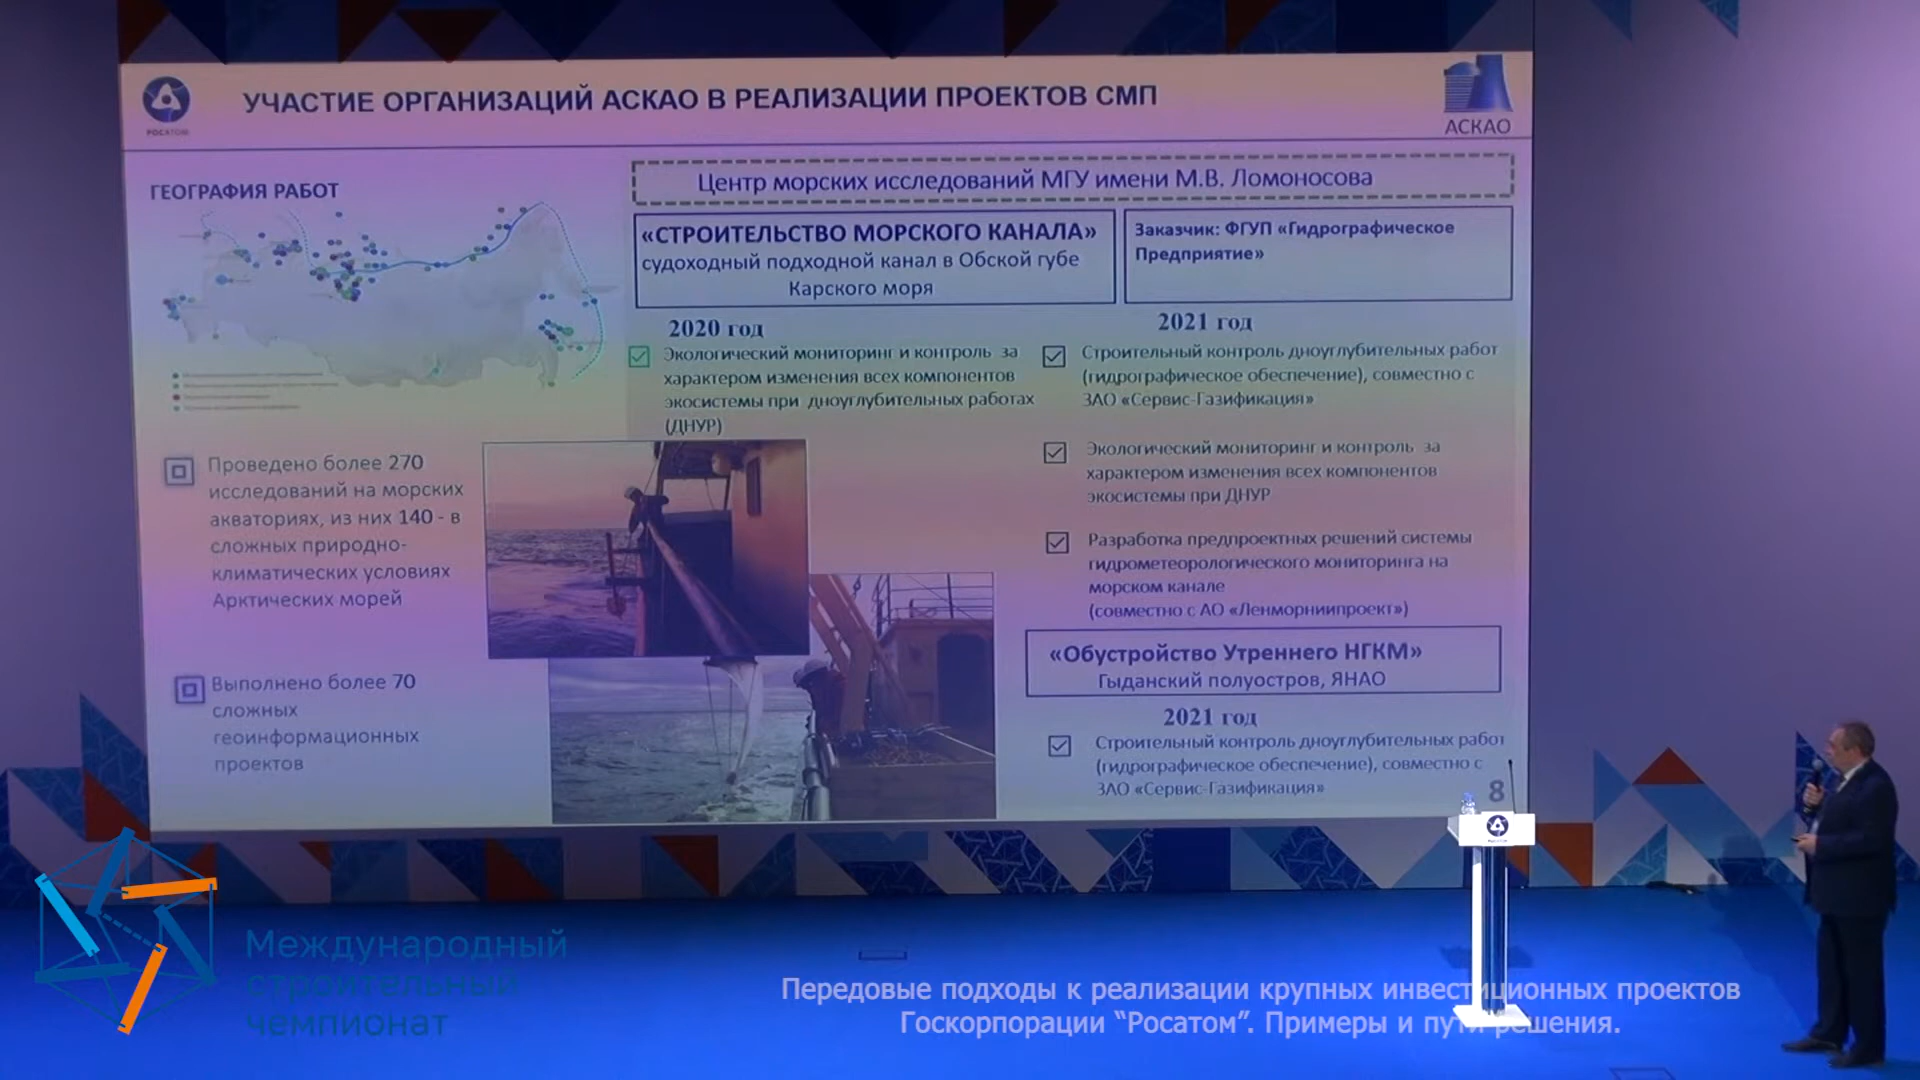 УЧАСТИЕ ОРГАНИЗАЦИЙ АСКАО В РЕАЛИЗАЦИИ ПРОЕКТОВ СМП
РОСАТОМ
АСКАО
ГЕОГРАФИЯ РАБОТ
Центр морских исследований МГУ имени М.В. Ломоносова
«СТРОИТЕЛЬСТВО МОРСКОГО КАНАЛА»
судоходный подходной канал в Обской губе
Карского моря
Заказчик: ФГУП «Гидрографическое
Предприятие»
2020 год
Экологический мониторинг и контроль за
характером изменения всех компонентов
экосистемы при дноуглубительных работах
(ДНУР)
2021 год
Строительный контроль дноуглубительных работ
(гидрографическое обеспечение), совместно с
ЗАО «Сервис-Газификация»
Экологический мониторинг и контроль за
характером изменения всех компонентов
экосистемы при ДНУР
Разработка предпроектных решений системы
гидрометеорологического мониторинга на
морском канале
(совместно с АО «Ленморниипроект»)
Проведено более 270
исследований на морских
акваториях, из них 140 - в
сложных природно-
климатических условиях
Арктических морей
Выполнено более 70
сложных
геоинформационных
проектов
«Обустройство Утреннего НГКМ»
Гыданский полуостров, ЯНАО
2021 год
Строительный контроль дноуглубительных работ
(гидрографическое обеспечение), совместно с
ЗАО «Сервис-Газификация»
8
Международный
строительный
чемпионат
Передовые подходы к реализации крупных инвестиционных проектов
Госкорпорации “Росатом”. Примеры и пути решения.